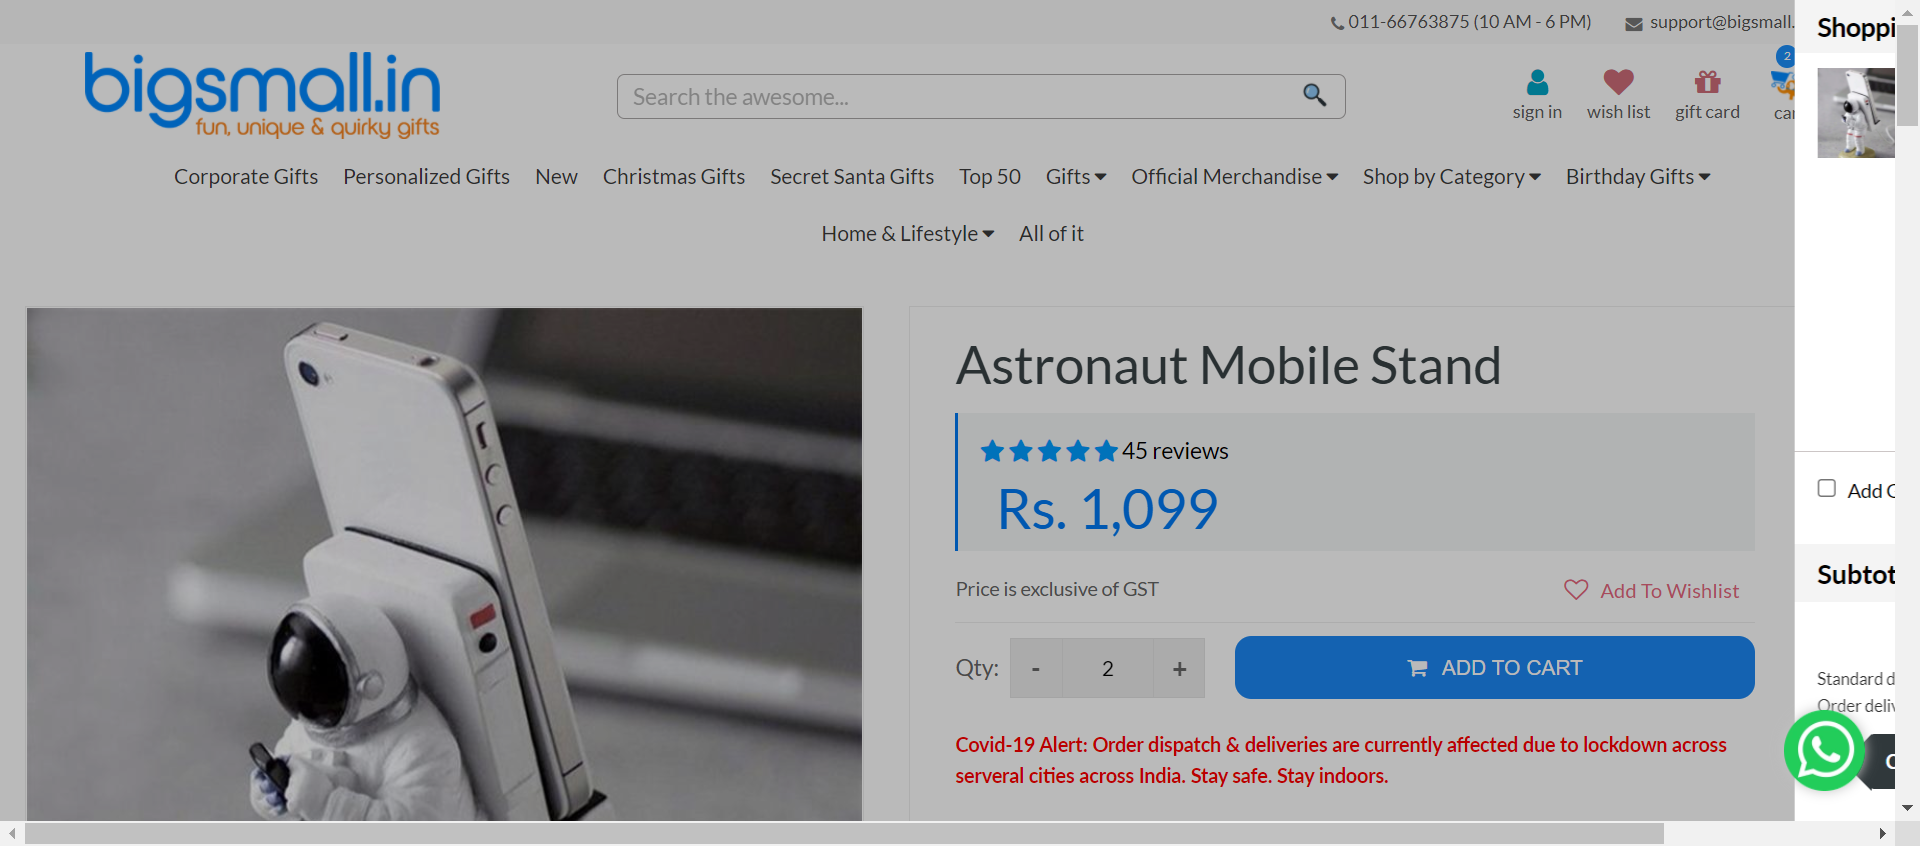 011-66763875 (10 AM - 6 PM) support@bigsmall.
Shoppi
bigsmall.in
fun, unique & quirky gifts
Search the awesome...
2
sign in wish list gift card car
Corporate Gifts Personalized Gifts New Christmas Gifts Secret Santa Gifts Top 50 Gifts Official Merchandise Shop by Category Birthday Gifts
Home & Lifestyle All of it
Astronaut Mobile Stand
45 reviews
Rs. 1,099
Add
Price is exclusive of GST
Add To Wishlist
Subtot
Qty: - 2 + ADD TO CART
Standard d
Order deliv
Covid-19 Alert: Order dispatch & deliveries are currently affected due to lockdown across
serveral cities across India. Stay safe. Stay indoors.